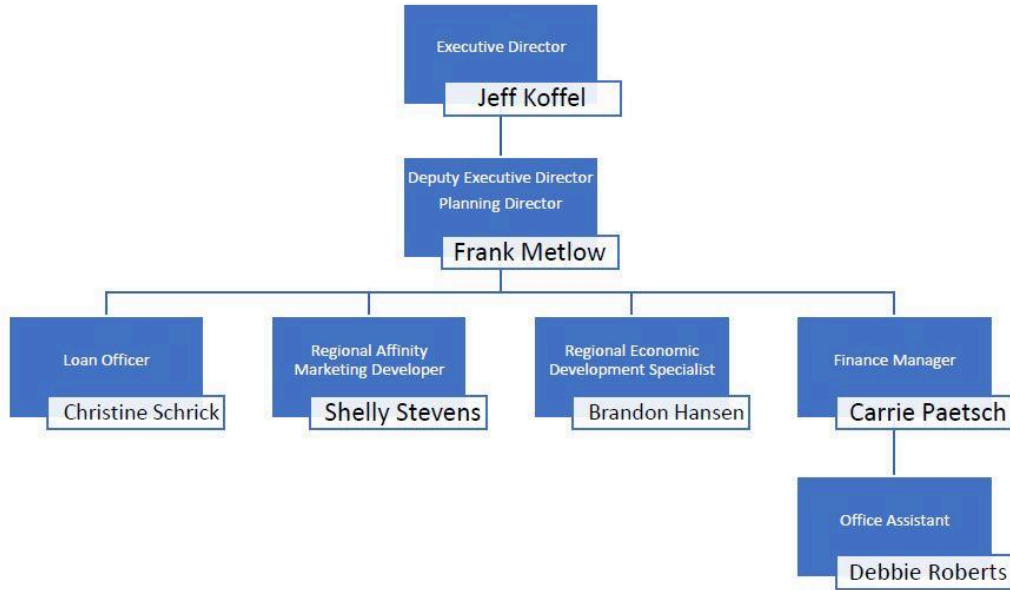 Executive Director
Jeff Koffel
Deputy Executive Director
Planning Director
Frank Metlow
Loan Officer
Christine Schrick
Regional Affinity
Marketing Developer
Shelly Stevens
Regional Economic
Development Specialist
Brandon Hansen
Finance Manager
Carrie Paetsch
Office Assistant
Debbie Roberts